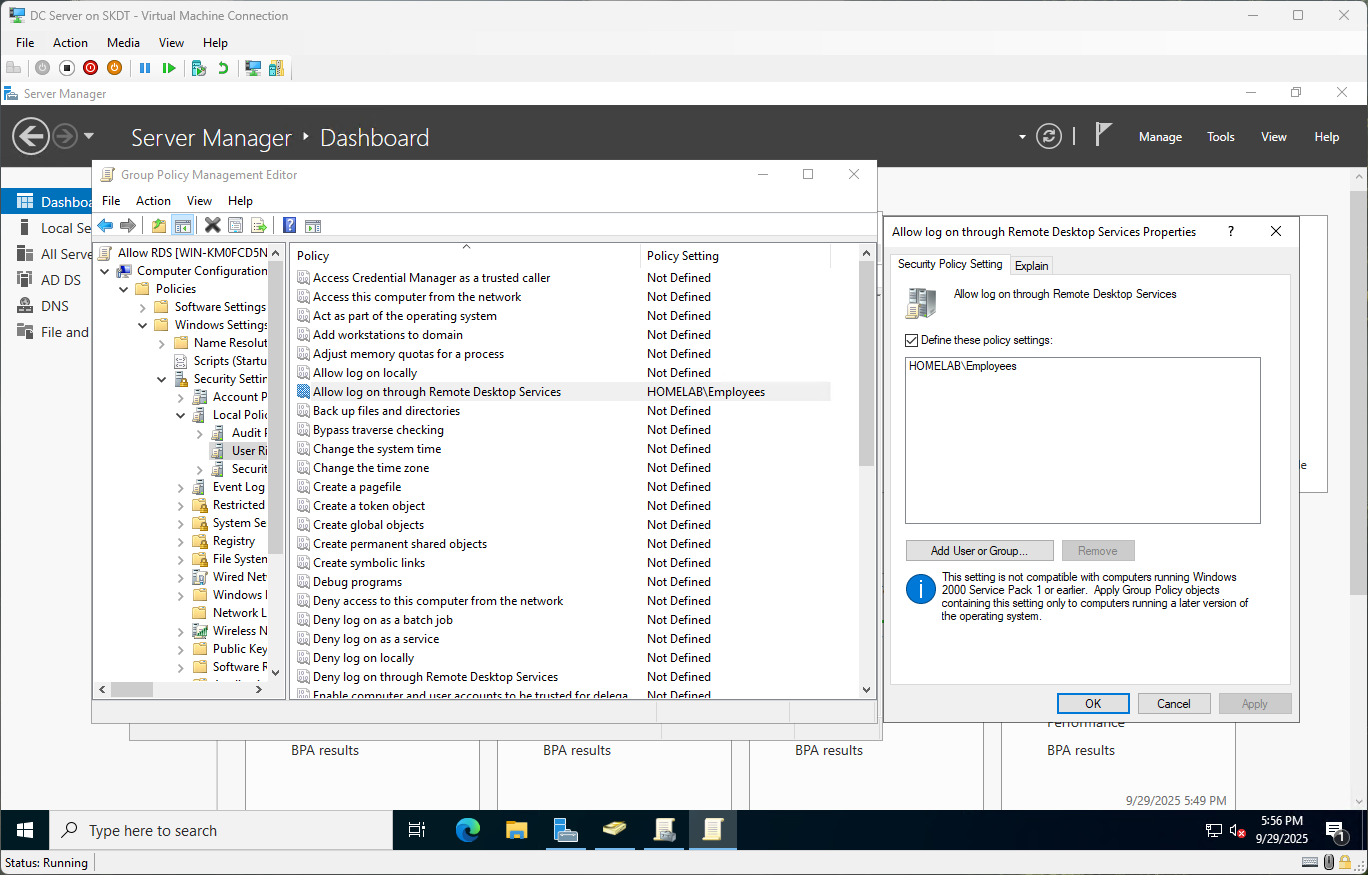 DC Server on SKDT - Virtual Machine Connection
File Action Media View Help
Server Manager
Server Manager Dashboard
Manage Tools View Help
Dashboa
Local Se
All Serve
AD DS
DNS
File and
Group Policy Management Editor
File Action View Help
Allow RDS [WIN-KM0FCD5N
Computer Configuration
Policies
Software Settings
Windows Settings
Name Resolut
Scripts (Startu
Security Settin
Account P
Local Polic
Audit P
User Ri
Securit
Event Log
Restricted
System Se
Registry
File System
Wired Net
Windows
Network L
Wireless N
Public Key
Software R
Policy Policy Setting
Access Credential Manager as a trusted caller Not Defined
Access this computer from the network Not Defined
Act as part of the operating system Not Defined
Add workstations to domain Not Defined
Adjust memory quotas for a process Not Defined
Allow log on locally Not Defined
Allow log on through Remote Desktop Services HOMELAB\Employees
Back up files and directories Not Defined
Bypass traverse checking Not Defined
Change the system time Not Defined
Change the time zone Not Defined
Create a pagefile Not Defined
Create a token object Not Defined
Create global objects Not Defined
Create permanent shared objects Not Defined
Create symbolic links Not Defined
Debug programs Not Defined
Deny access to this computer from the network Not Defined
Deny log on as a batch job Not Defined
Deny log on as a service Not Defined
Deny log on locally Not Defined
Deny log on through Remote Desktop Services Not Defined
Enable computer and user accounts to be trusted for delega Not Defined
Allow log on through Remote Desktop Services Properties ?
Security Policy Setting Explain
Allow log on through Remote Desktop Services
Define these policy settings:
HOMELAB\Employees
Add User or Group... Remove
This setting is not compatible with computers running Windows
2000 Service Pack 1 or earlier. Apply Group Policy objects
containing this setting only to computers running a later version of
the operating system.
OK Cancel Apply
Performance
BPA results BPA results BPA results BPA results
9/29/2025 5:49 PM
Type here to search
5:56 PM
9/29/2025
1
Status: Running